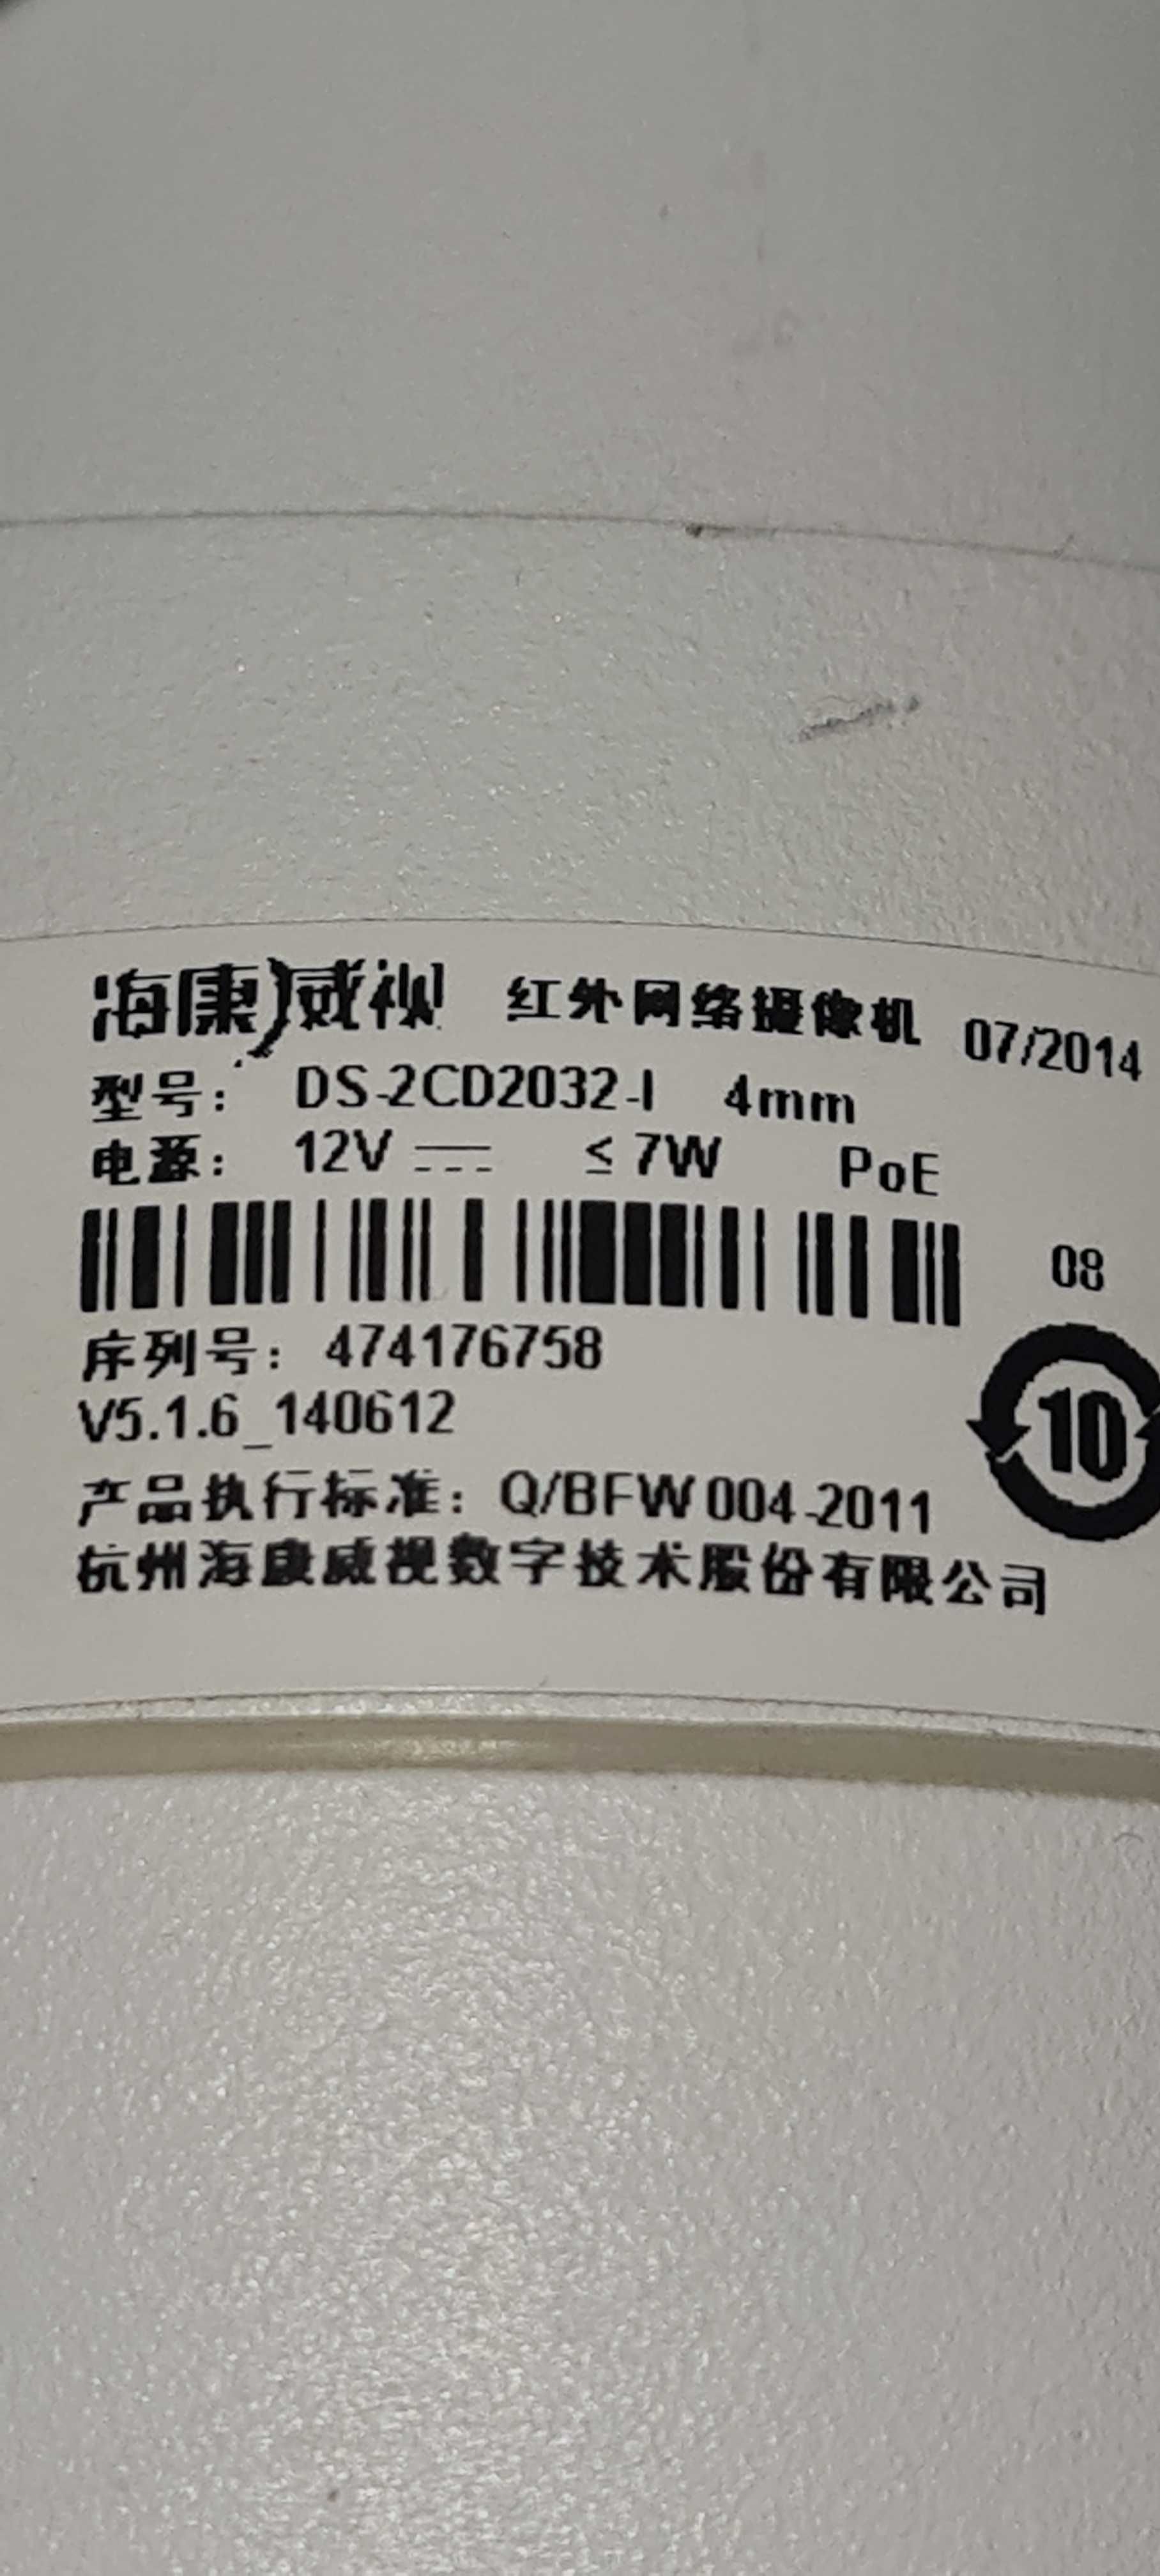 海康威视 红外网络摄像机 07/2014
型号: DS-2CD2032-I 4mm
电源: 12V ⎓ ≤ 7W PoE
08
序列号: 474176758
V5.1.6_140612
10
产品执行标准: Q/BFW 004-2011
杭州海康威视数字技术股份有限公司